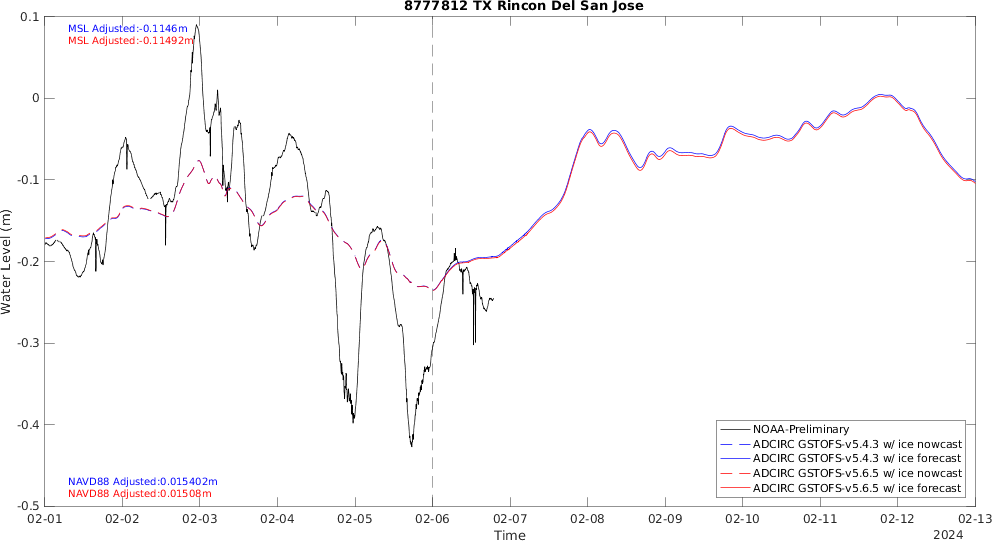 8777812 TX Rincon Del San Jose
MSL Adjusted:-0.1146m
MSL Adjusted:-0.11492m
0.1
0
-0.1
-0.2
-0.3
-0.4
-0.5
Water Level (m)
NAVD88 Adjusted:0.015402m
NAVD88 Adjusted:0.01508m
NOAA-Preliminary
ADCIRC GSTOFS-v5.4.3 w/ ice nowcast
ADCIRC GSTOFS-v5.4.3 w/ ice forecast
ADCIRC GSTOFS-v5.6.5 w/ ice nowcast
ADCIRC GSTOFS-v5.6.5 w/ ice forecast
02-01 02-02 02-03 02-04 02-05 02-06 02-07 02-08 02-09 02-10 02-11 02-12 02-13
Time
2024